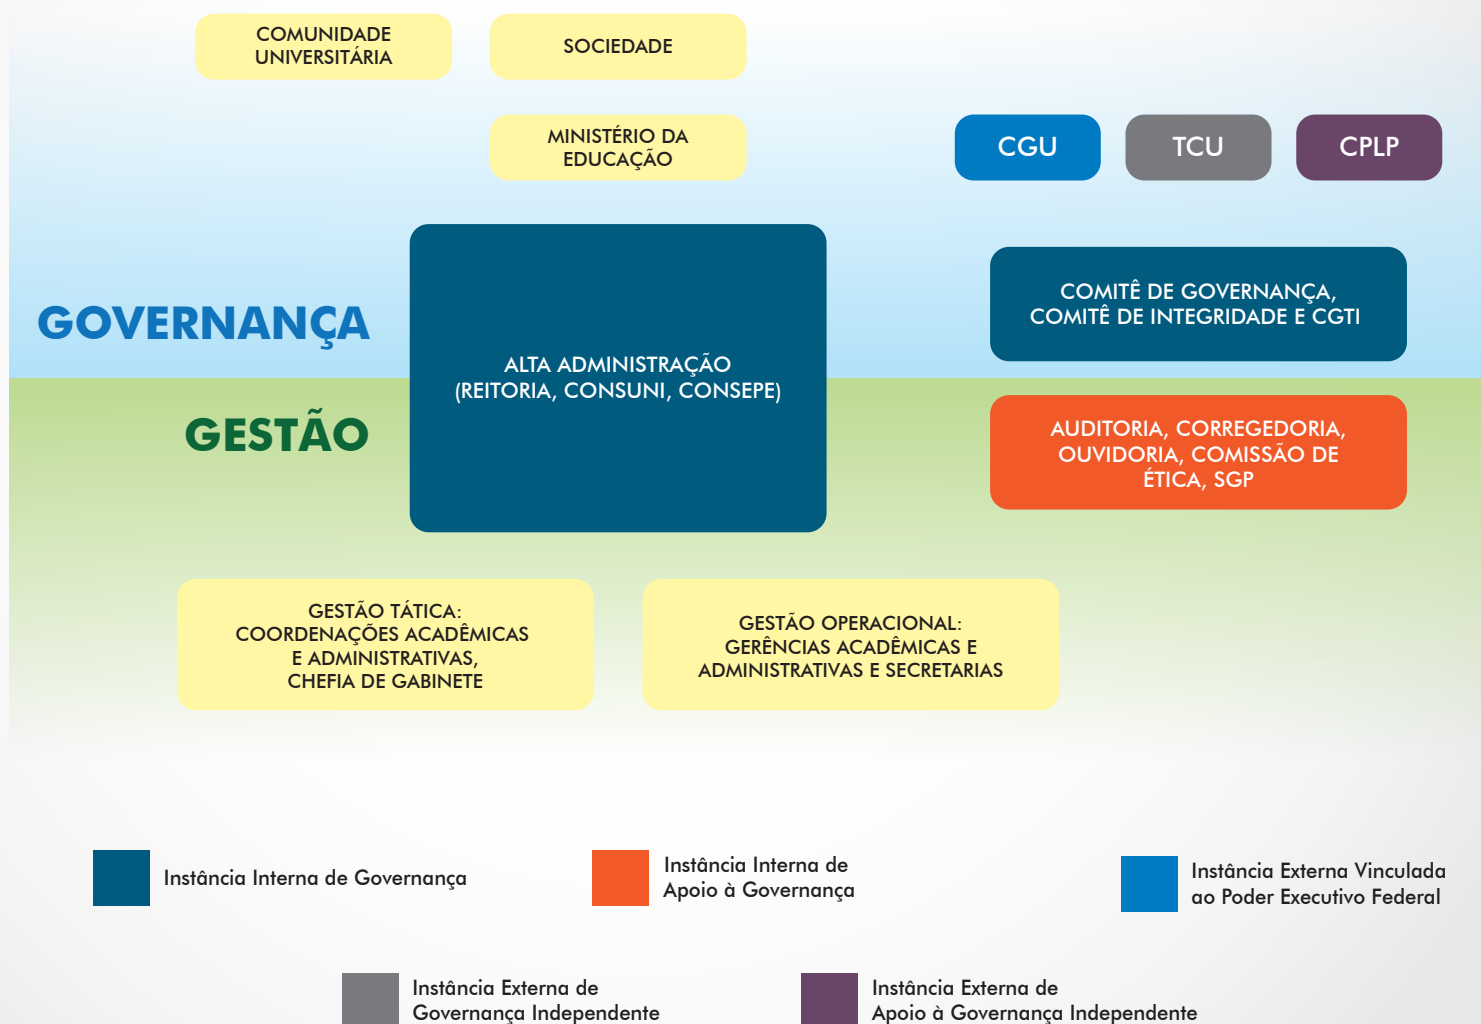 COMUNIDADE
UNIVERSITÁRIA
SOCIEDADE
MINISTÉRIO DA
EDUCAÇÃO
CGU
TCU
CPLP
GOVERNANÇA
GESTÃO
ALTA ADMINISTRAÇÃO
(REITORIA, CONSUNI, CONSEPE)
COMITÊ DE GOVERNANÇA,
COMITÊ DE INTEGRIDADE E CGTI
AUDITORIA, CORREGEDORIA,
OUVIDORIA, COMISSÃO DE
ÉTICA, SGP
GESTÃO TÁTICA:
COORDENAÇÕES ACADÊMICAS
E ADMINISTRATIVAS,
CHEFIA DE GABINETE
GESTÃO OPERACIONAL:
GERÊNCIAS ACADÊMICAS E
ADMINISTRATIVAS E SECRETARIAS
Instância Interna de Governança
Instância Interna de
Apoio à Governança
Instância Externa Vinculada
ao Poder Executivo Federal
Instância Externa de
Governança Independente
Instância Externa de
Apoio à Governança Independente